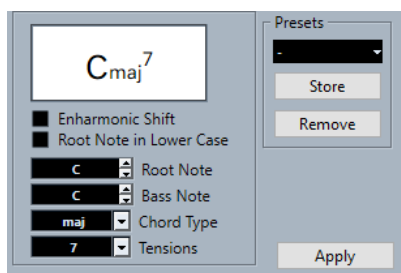 Cmaj7
Enharmonic Shift
Root Note in Lower Case
C Root Note
C Bass Note
maj Chord Type
7 Tensions
Presets
-
Store
Remove
Apply